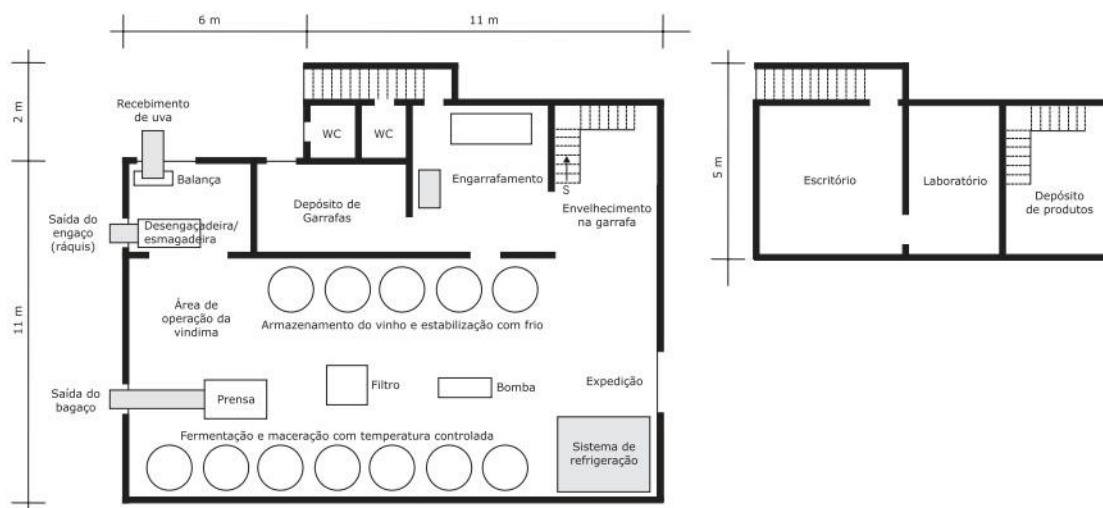 6 m
11 m
2 m
11 m
5 m
Recebimento
de uva
Balança
WC
WC
Engarrafamento
S
Depósito de
Garrafas
Envelhecimento
na garrafa
Saída do
engaço
(ráquis)
Desengaçadeira/
esmagadeira
Área de
operação da
vindima
Armazenamento do vinho e estabilização com frio
Filtro
Bomba
Expedição
Saída do
bagaço
Prensa
Fermentação e maceração com temperatura controlada
Sistema de
refrigeração
Escritório
Laboratório
Depósito
de produtos